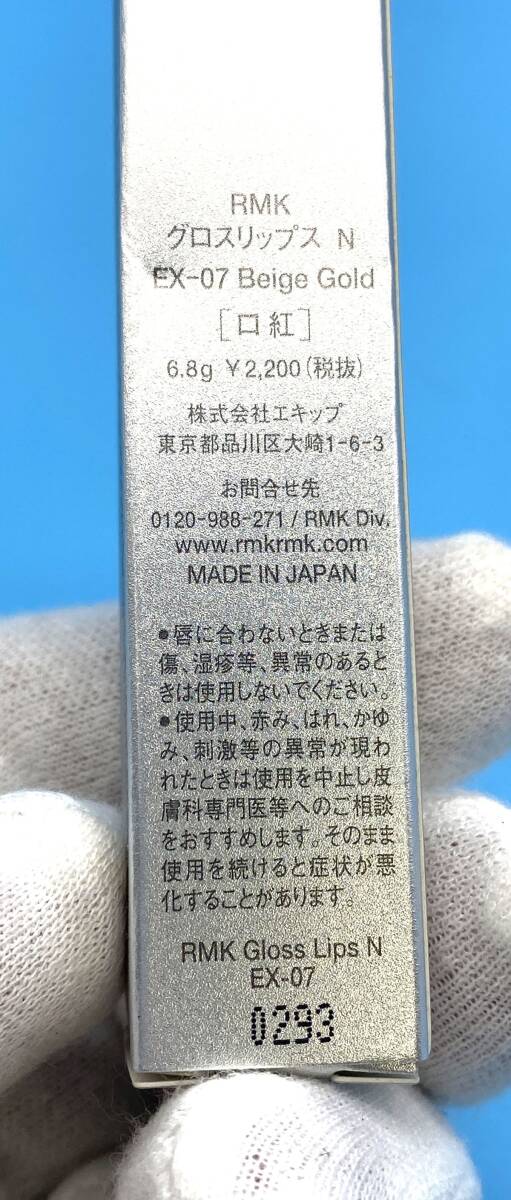 RMK
グロスリップス N
EX-07 Beige Gold
[口紅]
6.8g ￥2,200(税抜)
株式会社エキップ
東京都品川区大崎1-6-3
お問合せ先
0120-988-271 / RMK Div.
www.rmkrmk.com
MADE IN JAPAN
●唇に合わないときまたは
傷、湿疹等、異常のあると
きは使用しないでください。
●使用中、赤み、はれ、かゆ
み、刺激等の異常が現わ
れたときは使用を中止し皮
膚科専門医等へのご相談
をおすすめします。そのまま
使用を続けると症状が悪
化することがあります。
RMK Gloss Lips N
EX-07
0293